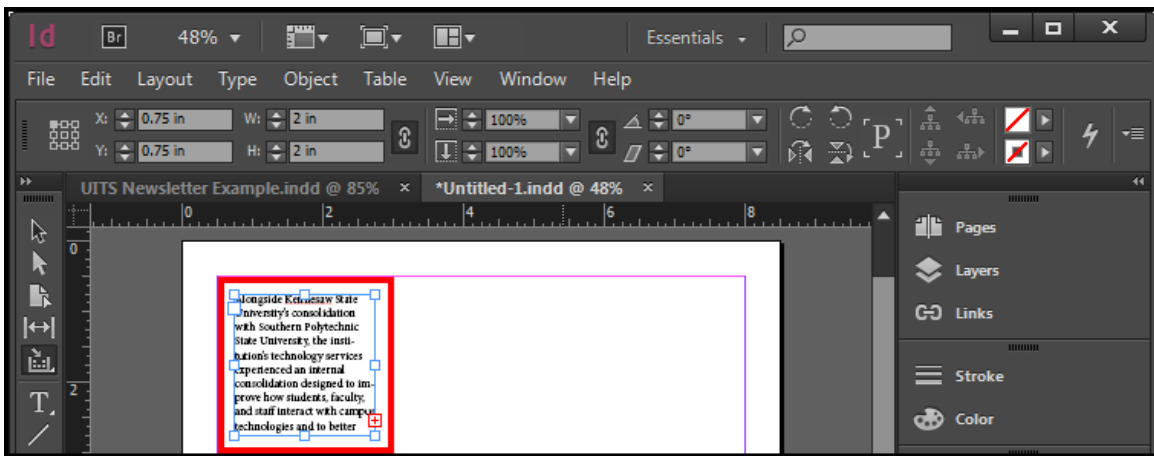 Id Br 48% Essentials
File Edit Layout Type Object Table View Window Help
X: 0.75 in W: 2 in 100% 0°
Y: 0.75 in H: 2 in 100% 0°
P
UITS Newsletter Example.indd @ 85% × *Untitled-1.indd @ 48% ×
0 2 4 6 8
0
Pages
Layers
Links
Stroke
Color
2
T
Alongside Kennesaw State
University's consolidation
with Southern Polytechnic
State University, the insti-
tution's technology services
experienced an internal
consolidation designed to im-
prove how students, faculty,
and staff interact with campus
technologies and to better